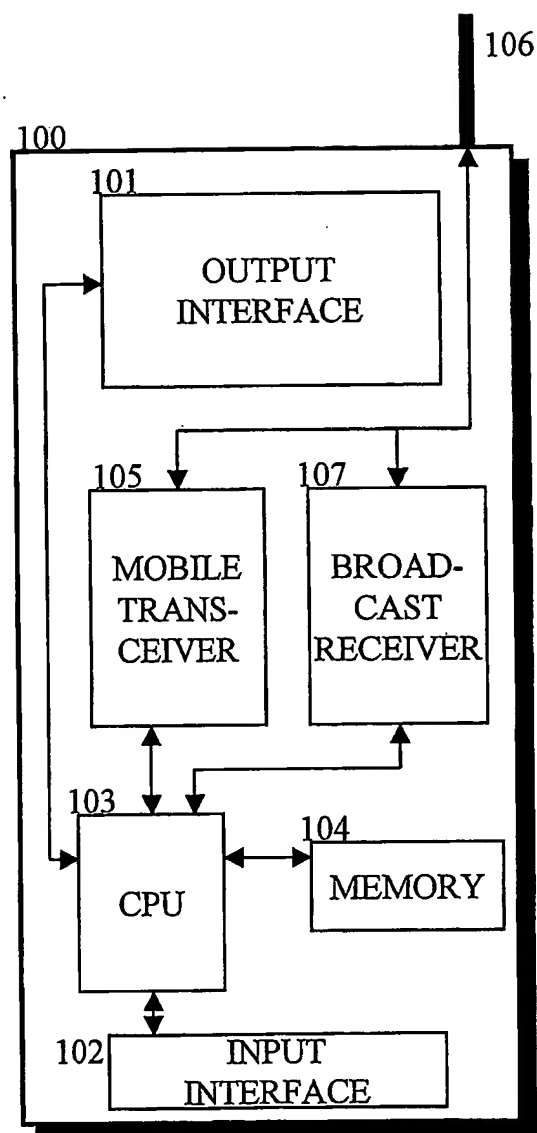 106
100
101
OUTPUT
INTERFACE
105
107
MOBILE
TRANS-
CEIVER
BROAD-
CAST
RECEIVER
103
104
CPU
MEMORY
102
INPUT
INTERFACE